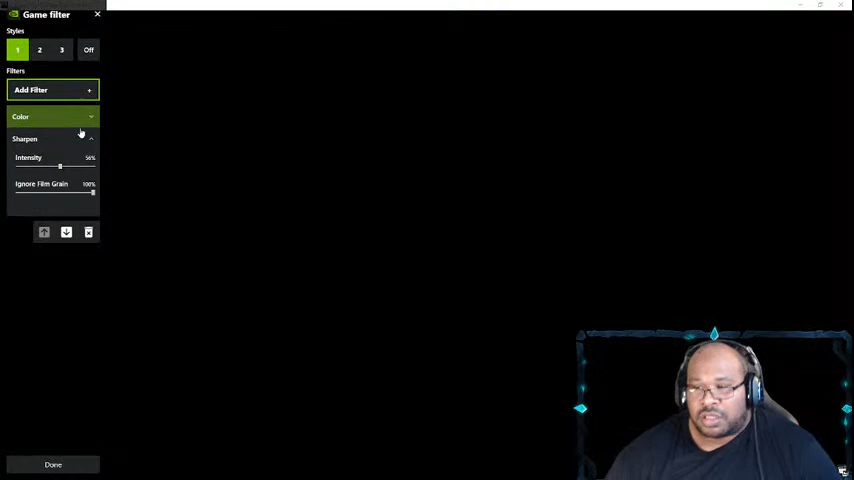 Game filter
Styles
1 2 3 Off
Filters
Add Filter +
Color
Sharpen
Intensity 56%
Ignore Film Grain 100%
Done